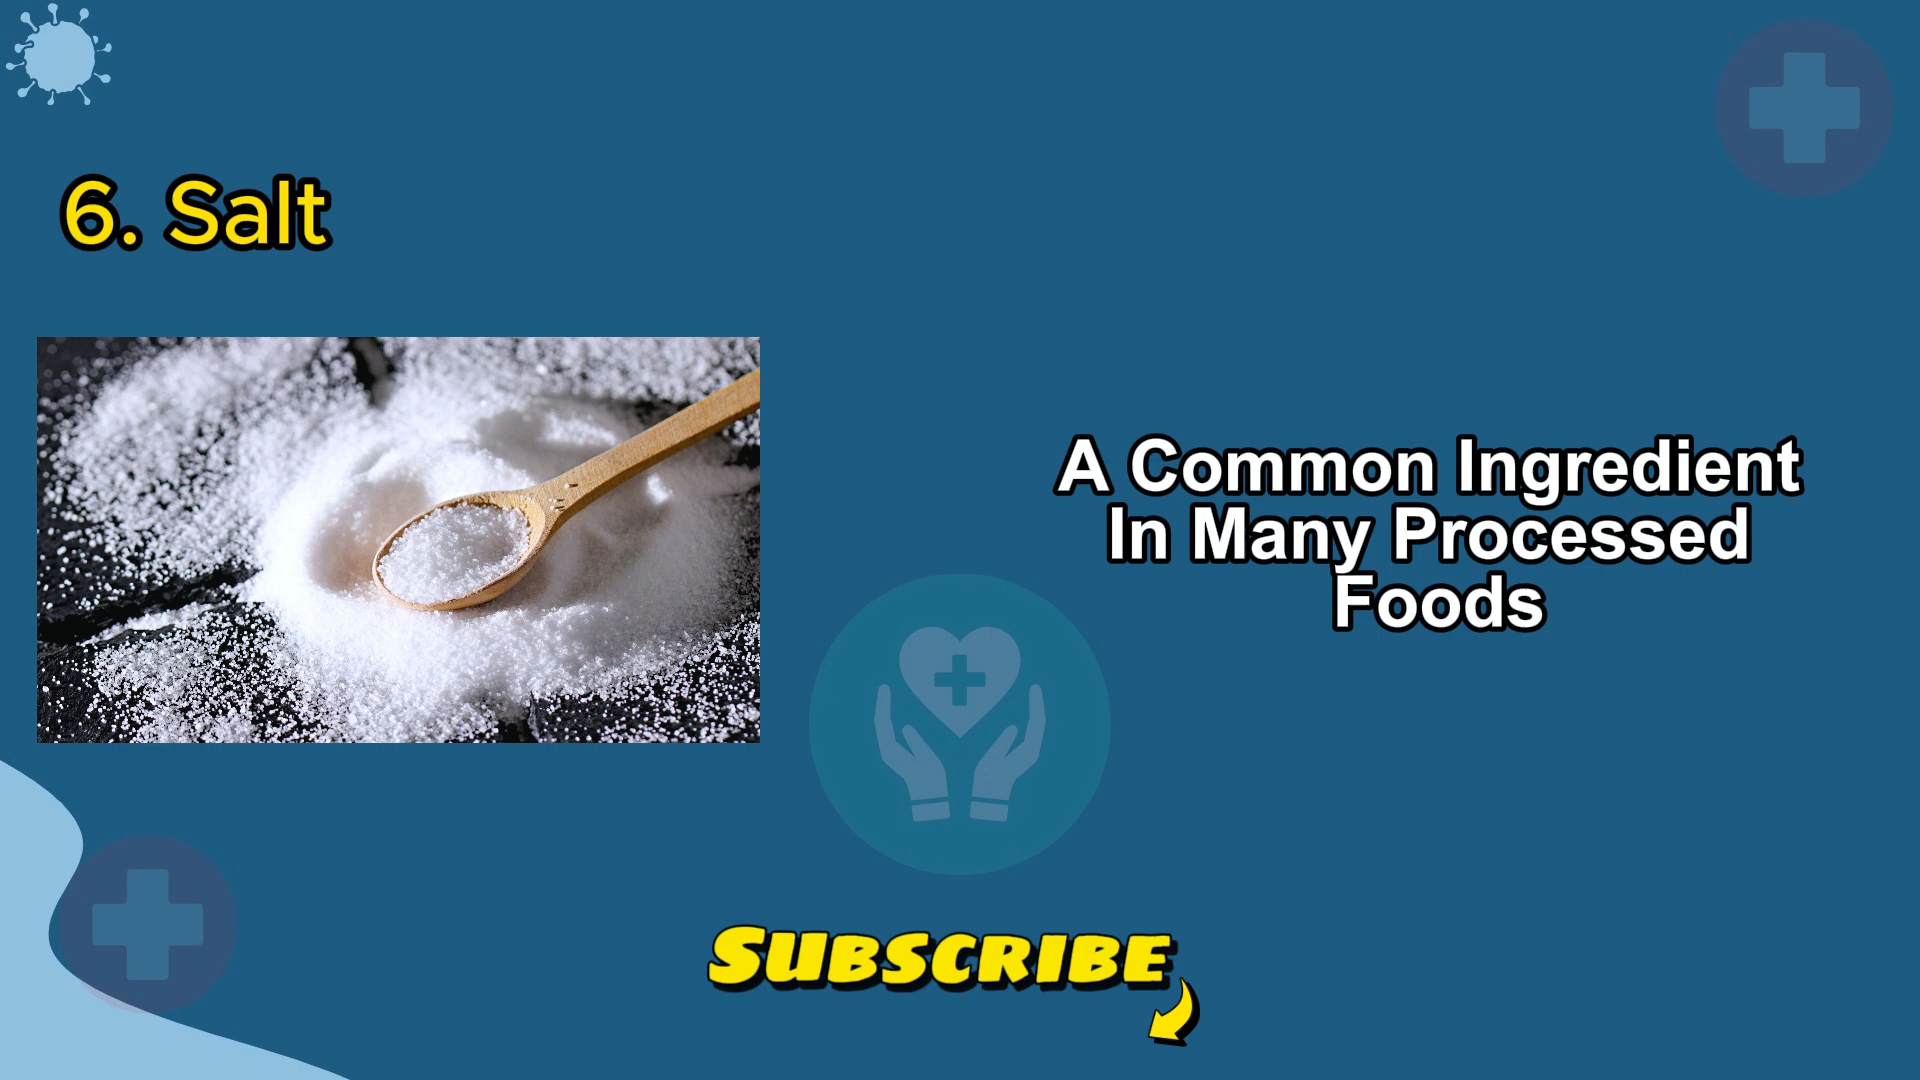 6. Salt
A Common Ingredient
In Many Processed
Foods
SUBSCRIBE